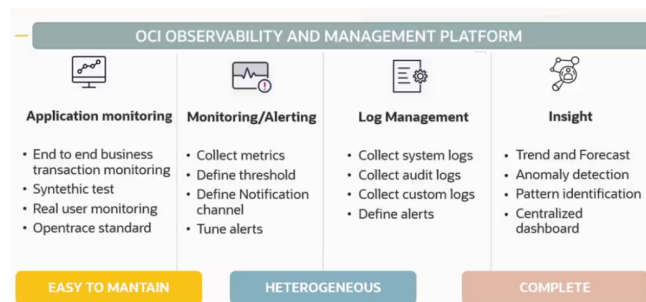 OCI OBSERVABILITY AND MANAGEMENT PLATFORM
Application monitoring
• End to end business
transaction monitoring
• Syntethic test
• Real user monitoring
• Opentrace standard
Monitoring/Alerting
• Collect metrics
• Define threshold
• Define Notification
channel
• Tune alerts
Log Management
• Collect system logs
• Collect audit logs
• Collect custom logs
• Define alerts
Insight
• Trend and Forecast
• Anomaly detection
• Pattern identification
• Centralized
dashboard
EASY TO MANTAIN
HETEROGENEOUS
COMPLETE